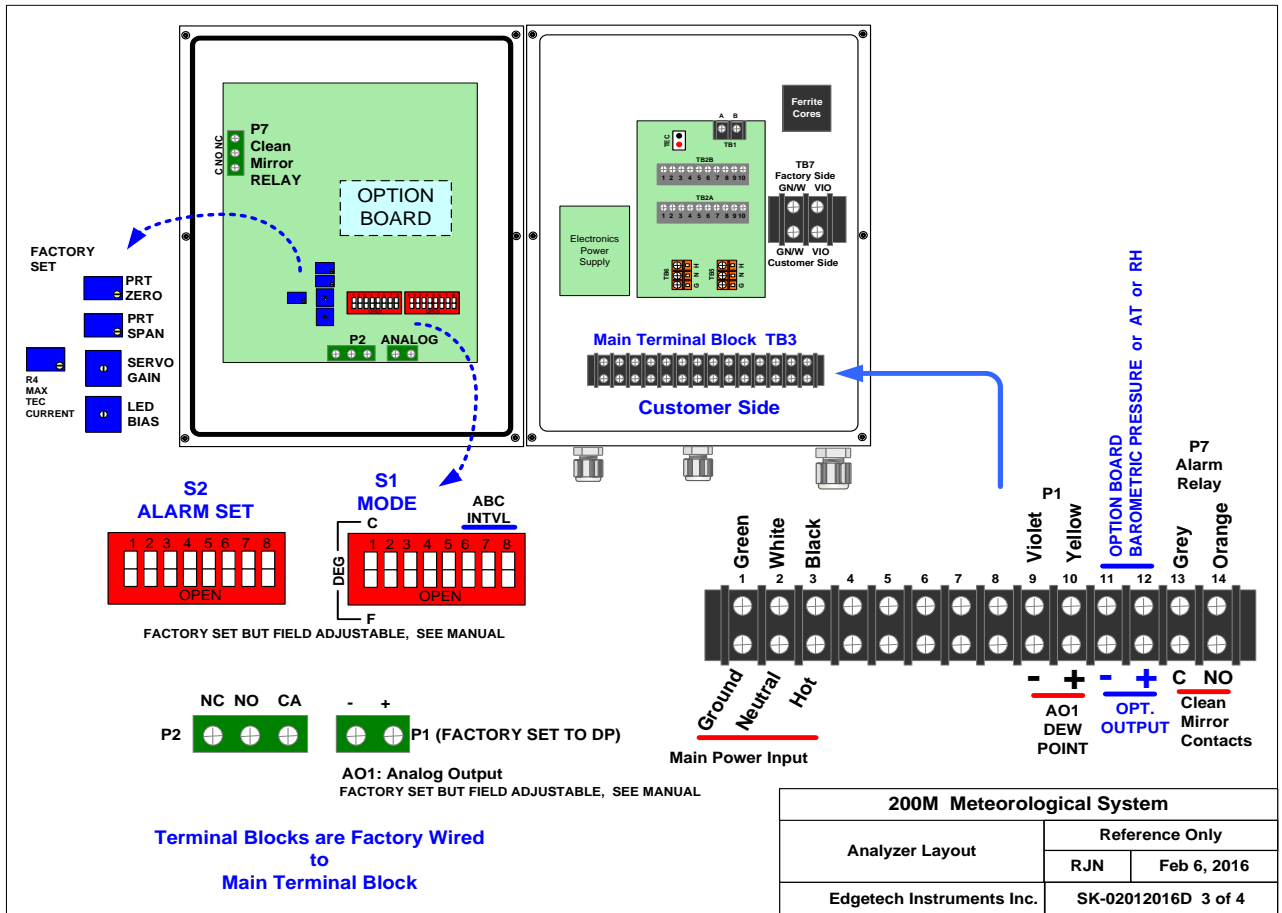 P7
Clean
Mirror
RELAY
C NO NC
OPTION
BOARD
P2
ANALOG
FACTORY
SET
PRT
ZERO
PRT
SPAN
SERVO
GAIN
LED
BIAS
R4
MAX
TEC
CURRENT
Ferrite
Cores
A B
TB1
TEC
TB2B
1 2 3 4 5 6 7 8 9 10
TB2A
1 2 3 4 5 6 7 8 9 10
TB7
Factory Side
GN/W VIO
GN/W VIO
Customer Side
Electronics
Power
Supply
TB6
G N H
TB5
G N H
Main Terminal Block TB3
Customer Side
S2
ALARM SET
1 2 3 4 5 6 7 8
OPEN
S1
MODE
ABC
INTVL
C
DEG
F
1 2 3 4 5 6 7 8
OPEN
FACTORY SET BUT FIELD ADJUSTABLE, SEE MANUAL
P1
OPTION BOARD
BAROMETRIC PRESSURE or AT or RH
P7
Alarm
Relay
Green
White
Black
Violet
Yellow
Grey
Orange
1 2 3 4 5 6 7 8 9 10 11 12 13 14
Ground
Neutral
Hot
Main Power Input
- +
AO1
DEW
POINT
- +
OPT.
OUTPUT
C NO
Clean
Mirror
Contacts
NC NO CA
P2
- +
P1 (FACTORY SET TO DP)
AO1: Analog Output
FACTORY SET BUT FIELD ADJUSTABLE, SEE MANUAL
Terminal Blocks are Factory Wired
to
Main Terminal Block
200M Meteorological System
Analyzer Layout
Reference Only
RJN
Feb 6, 2016
Edgetech Instruments Inc.
SK-02012016D 3 of 4